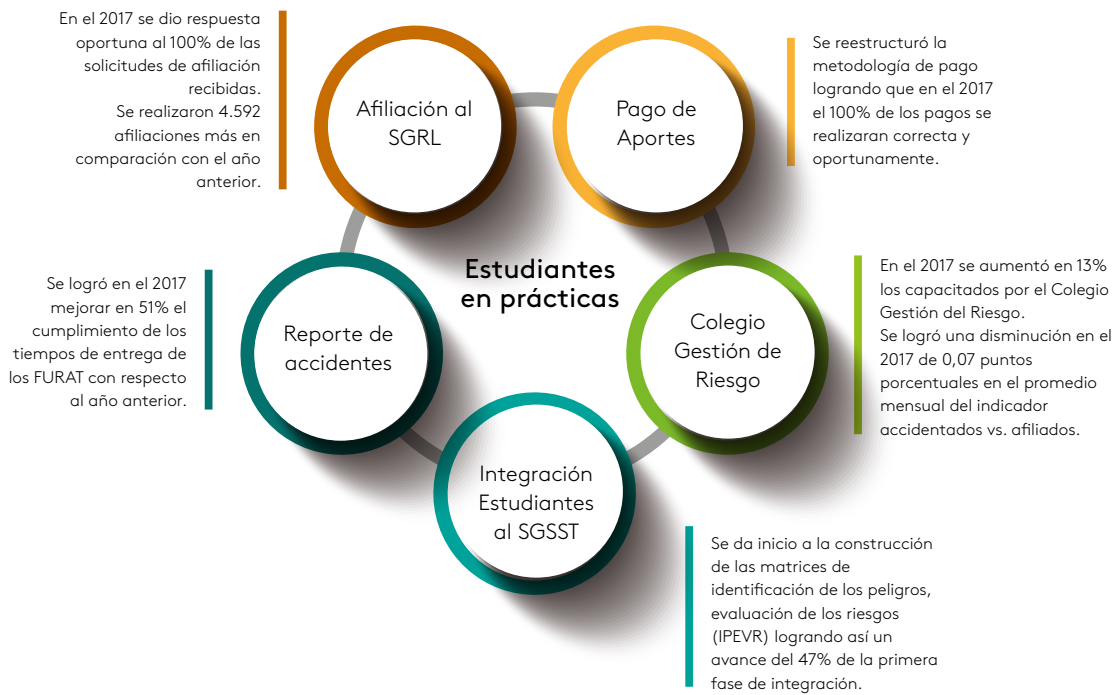 En el 2017 se dio respuesta
oportuna al 100% de las
solicitudes de afiliación
recibidas.
Se realizaron 4.592
afiliaciones más en
comparación con el año
anterior.
Afiliación al
SGRL
Pago de
Aportes
Se reestructuró la
metodología de pago
logrando que en el 2017
el 100% de los pagos se
realizaran correcta y
oportunamente.
Estudiantes
en prácticas
Se logró en el 2017
mejorar en 51% el
cumplimiento de los
tiempos de entrega de
los FURAT con respecto
al año anterior.
Reporte de
accidentes
Colegio
Gestión de
Riesgo
En el 2017 se aumentó en 13%
los capacitados por el Colegio
Gestión del Riesgo.
Se logró una disminución en el
2017 de 0,07 puntos
porcentuales en el promedio
mensual del indicador
accidentados vs. afiliados.
Integración
Estudiantes
al SGSST
Se da inicio a la construcción
de las matrices de
identificación de los peligros,
evaluación de los riesgos
(IPEVR) logrando así un
avance del 47% de la primera
fase de integración.